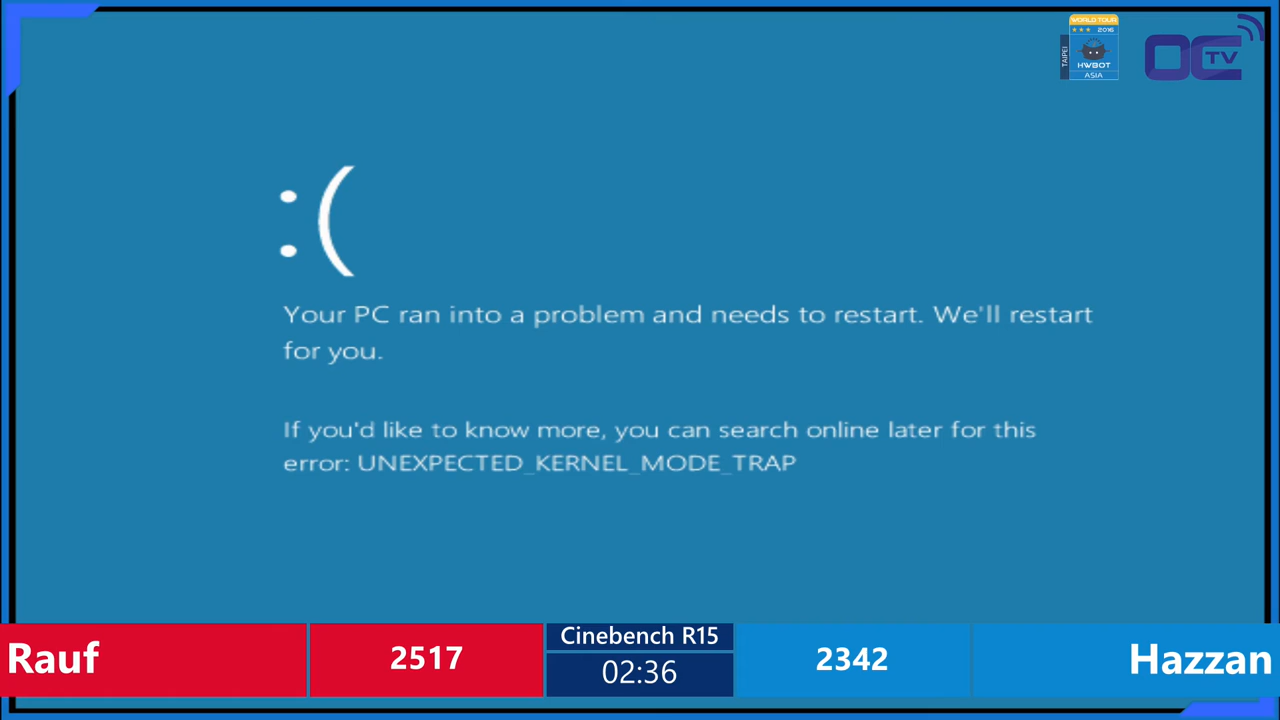 WORLD TOUR
★★★ 2016
TAIPEI
HWBOT
ASIA
OC TV
:(
Your PC ran into a problem and needs to restart. We'll restart
for you.
If you'd like to know more, you can search online later for this
error: UNEXPECTED_KERNEL_MODE_TRAP
Rauf
2517
Cinebench R15
02:36
2342
Hazzan